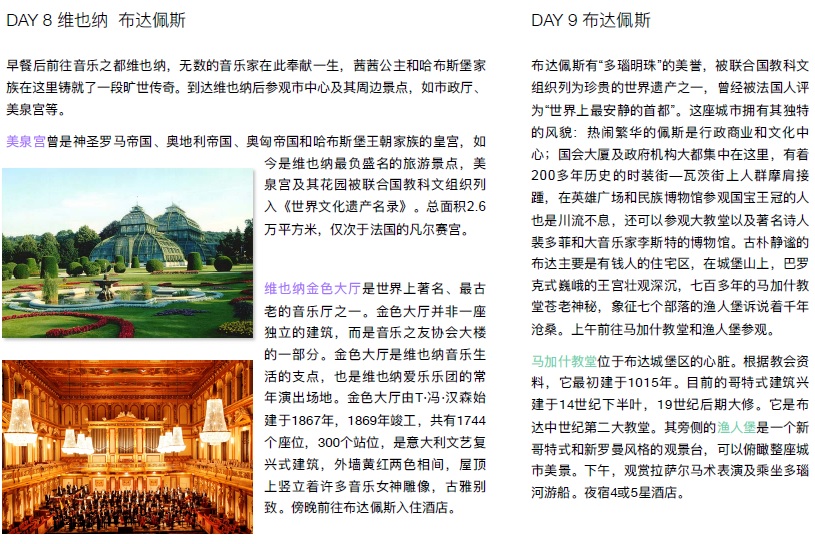 DAY 8 维也纳 布达佩斯
早餐后前往音乐之都维也纳，无数的音乐家在此奉献一生，茜茜公主和哈布斯堡家
族在这里铸就了一段旷世传奇。到达维也纳后参观市中心及其周边景点，如市政厅、
美泉宫等。
美泉宫曾是神圣罗马帝国、奥地利帝国、奥匈帝国和哈布斯堡王朝家族的皇宫，如
今是维也纳最负盛名的旅游景点，美
泉宫及其花园被联合国教科文组织列
入《世界文化遗产名录》。总面积2.6
万平方米，仅次于法国的凡尔赛宫。
维也纳金色大厅是世界上著名、最古
老的音乐厅之一。金色大厅并非一座
独立的建筑，而是音乐之友协会大楼
的一部分。金色大厅是维也纳音乐生
活的支点，也是维也纳爱乐乐团的常
年演出场地。金色大厅由T·冯·汉森始
建于1867年，1869年竣工，共有1744
个座位，300个站位，是意大利文艺复
兴式建筑，外墙黄红两色相间，屋顶
上竖立着许多音乐女神雕像，古雅别
致。傍晚前往布达佩斯入住酒店。
DAY 9 布达佩斯
布达佩斯有“多瑙明珠”的美誉，被联合国教科文
组织列为珍贵的世界遗产之一，曾经被法国人评
为“世界上最安静的首都”。这座城市拥有其独特
的风貌：热闹繁华的佩斯是行政商业和文化中
心；国会大厦及政府机构大都集中在这里，有着
200多年历史的时装街—瓦茨街上人群摩肩接
踵，在英雄广场和民族博物馆参观国宝王冠的人
也是川流不息，还可以参观大教堂以及著名诗人
裴多菲和大音乐家李斯特的博物馆。古朴静谧的
布达主要是有钱人的住宅区，在城堡山上，巴罗
克式巍峨的王宫壮观深沉，七百多年的马加什教
堂苍老神秘，象征七个部落的渔人堡诉说着千年
沧桑。上午前往马加什教堂和渔人堡参观。
马加什教堂位于布达城堡区的心脏。根据教会资
料，它最初建于1015年。目前的哥特式建筑兴
建于14世纪下半叶，19世纪后期大修。它是布
达中世纪第二大教堂。其旁侧的渔人堡是一个新
哥特式和新罗曼风格的观景台，可以俯瞰整座城
市美景。下午，观赏拉萨尔马术表演及乘坐多瑙
河游船。夜宿4或5星酒店。